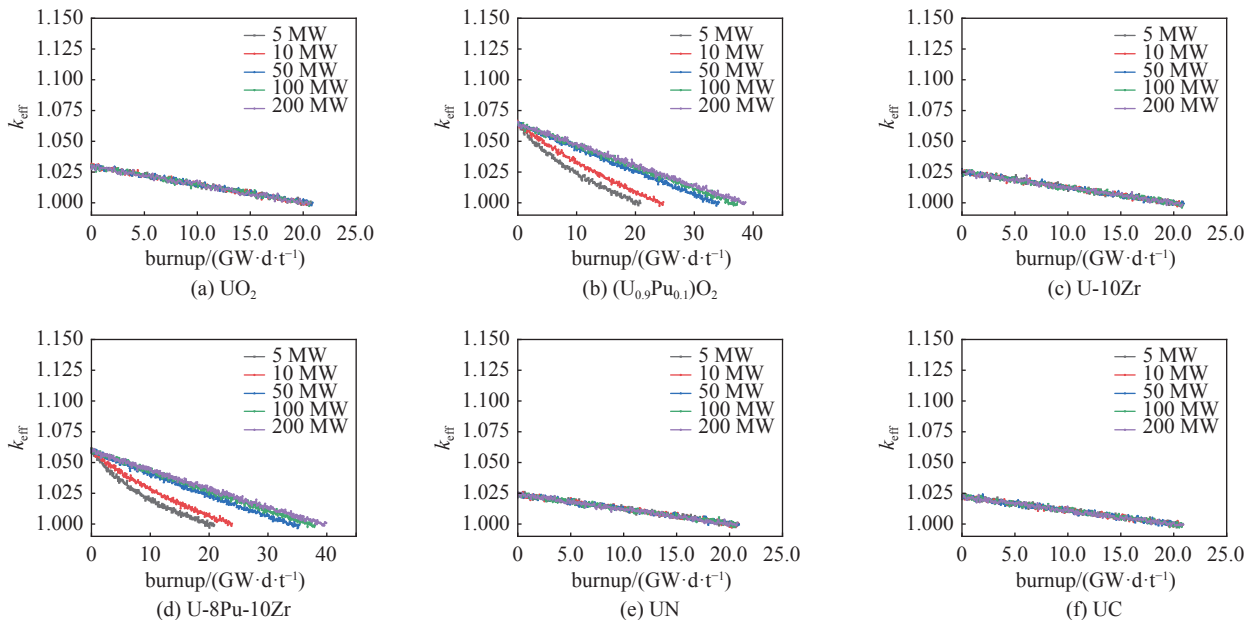 1.150
1.125
1.100
1.075
1.050
1.025
1.000
k_eff
5 MW
10 MW
50 MW
100 MW
200 MW
0 5.0 10.0 15.0 20.0 25.0
burnup/(GW·d·t⁻¹)
(a) UO₂
1.150
1.125
1.100
1.075
1.050
1.025
1.000
k_eff
5 MW
10 MW
50 MW
100 MW
200 MW
0 10 20 30 40
burnup/(GW·d·t⁻¹)
(b) (U₀.₉Pu₀.₁)O₂
1.150
1.125
1.100
1.075
1.050
1.025
1.000
k_eff
5 MW
10 MW
50 MW
100 MW
200 MW
0 5.0 10.0 15.0 20.0 25.0
burnup/(GW·d·t⁻¹)
(c) U-10Zr
1.150
1.125
1.100
1.075
1.050
1.025
1.000
k_eff
5 MW
10 MW
50 MW
100 MW
200 MW
0 10 20 30 40
burnup/(GW·d·t⁻¹)
(d) U-8Pu-10Zr
1.150
1.125
1.100
1.075
1.050
1.025
1.000
k_eff
5 MW
10 MW
50 MW
100 MW
200 MW
0 5.0 10.0 15.0 20.0 25.0
burnup/(GW·d·t⁻¹)
(e) UN
1.150
1.125
1.100
1.075
1.050
1.025
1.000
k_eff
5 MW
10 MW
50 MW
100 MW
200 MW
0 5.0 10.0 15.0 20.0 25.0
burnup/(GW·d·t⁻¹)
(f) UC